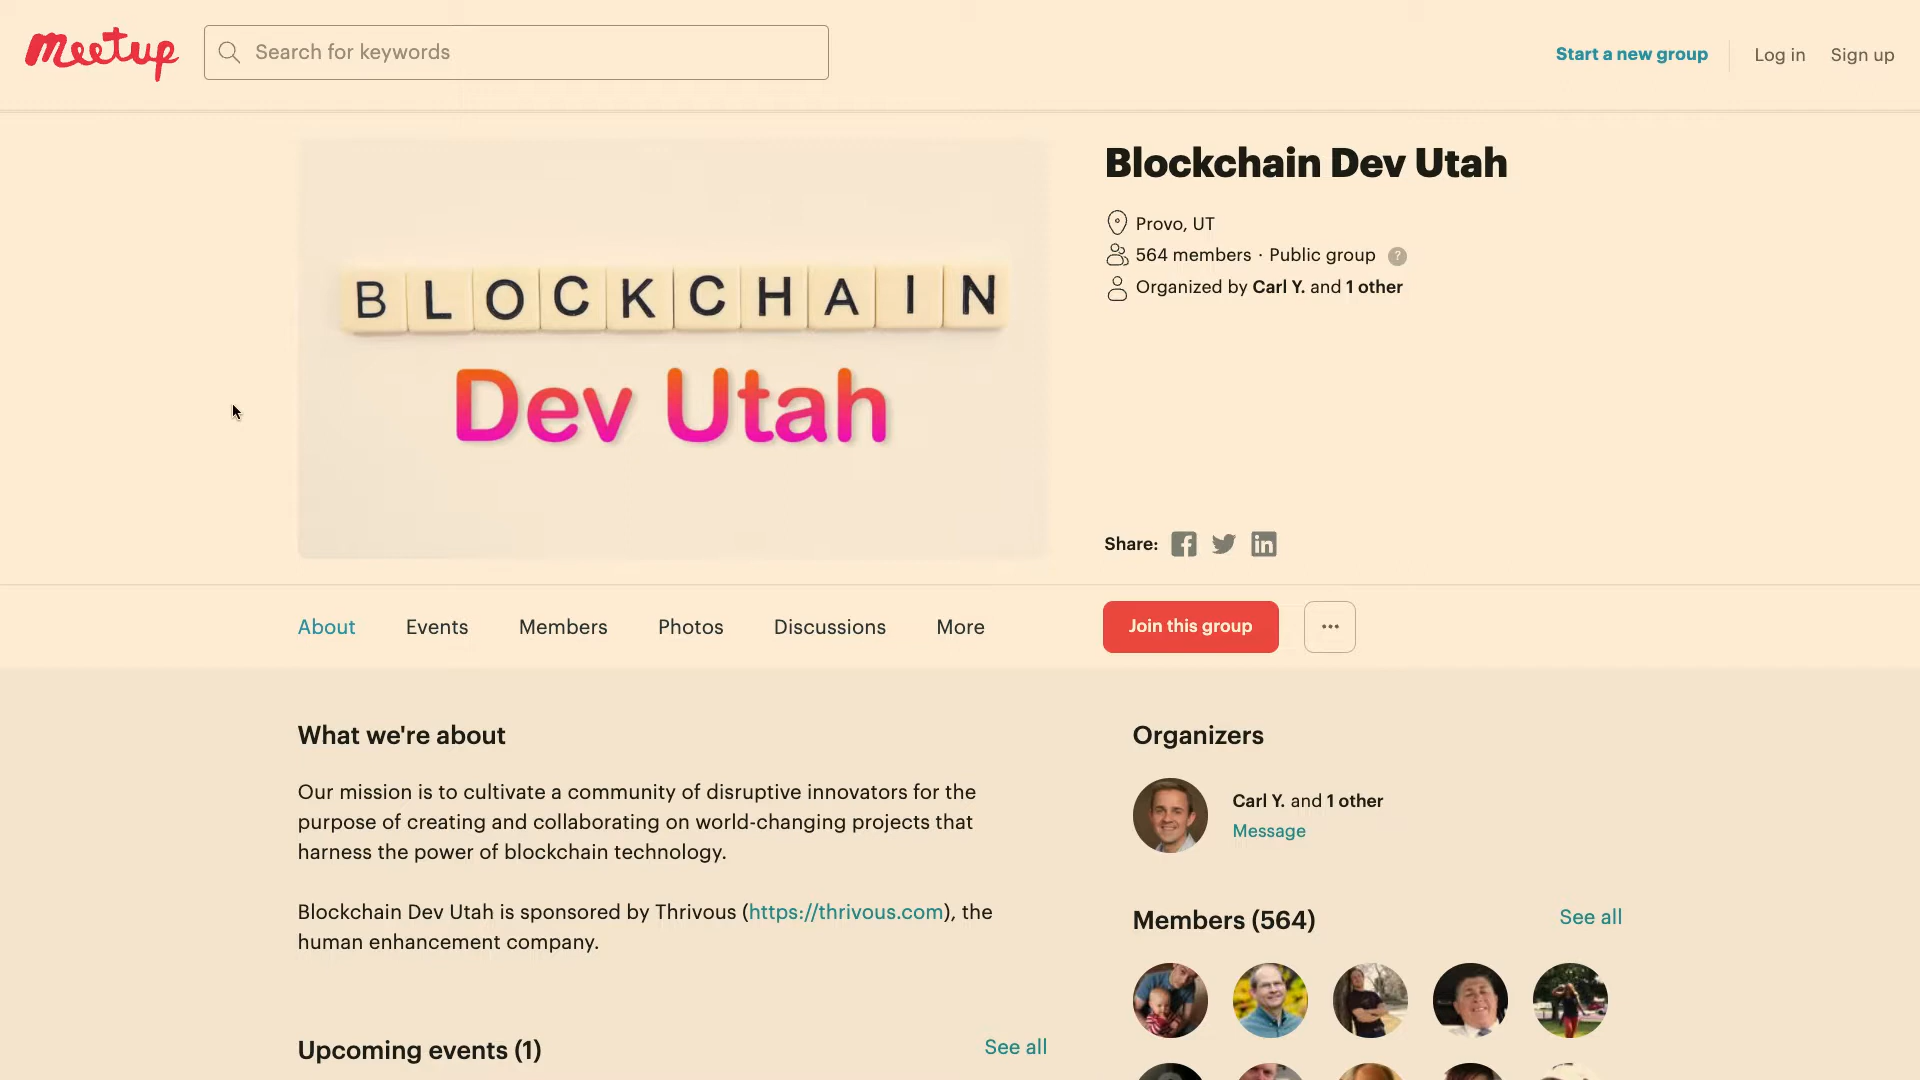 meetup
Search for keywords
Start a new group
Log in
Sign up
BLOCKCHAIN
Dev Utah
Blockchain Dev Utah
Provo, UT
564 members · Public group ?
Organized by Carl Y. and 1 other
Share:
About
Events
Members
Photos
Discussions
More
Join this group
What we're about
Our mission is to cultivate a community of disruptive innovators for the
purpose of creating and collaborating on world-changing projects that
harness the power of blockchain technology.
Blockchain Dev Utah is sponsored by Thrivous (https://thrivous.com), the
human enhancement company.
Upcoming events (1)
See all
Organizers
Carl Y. and 1 other
Message
Members (564)
See all